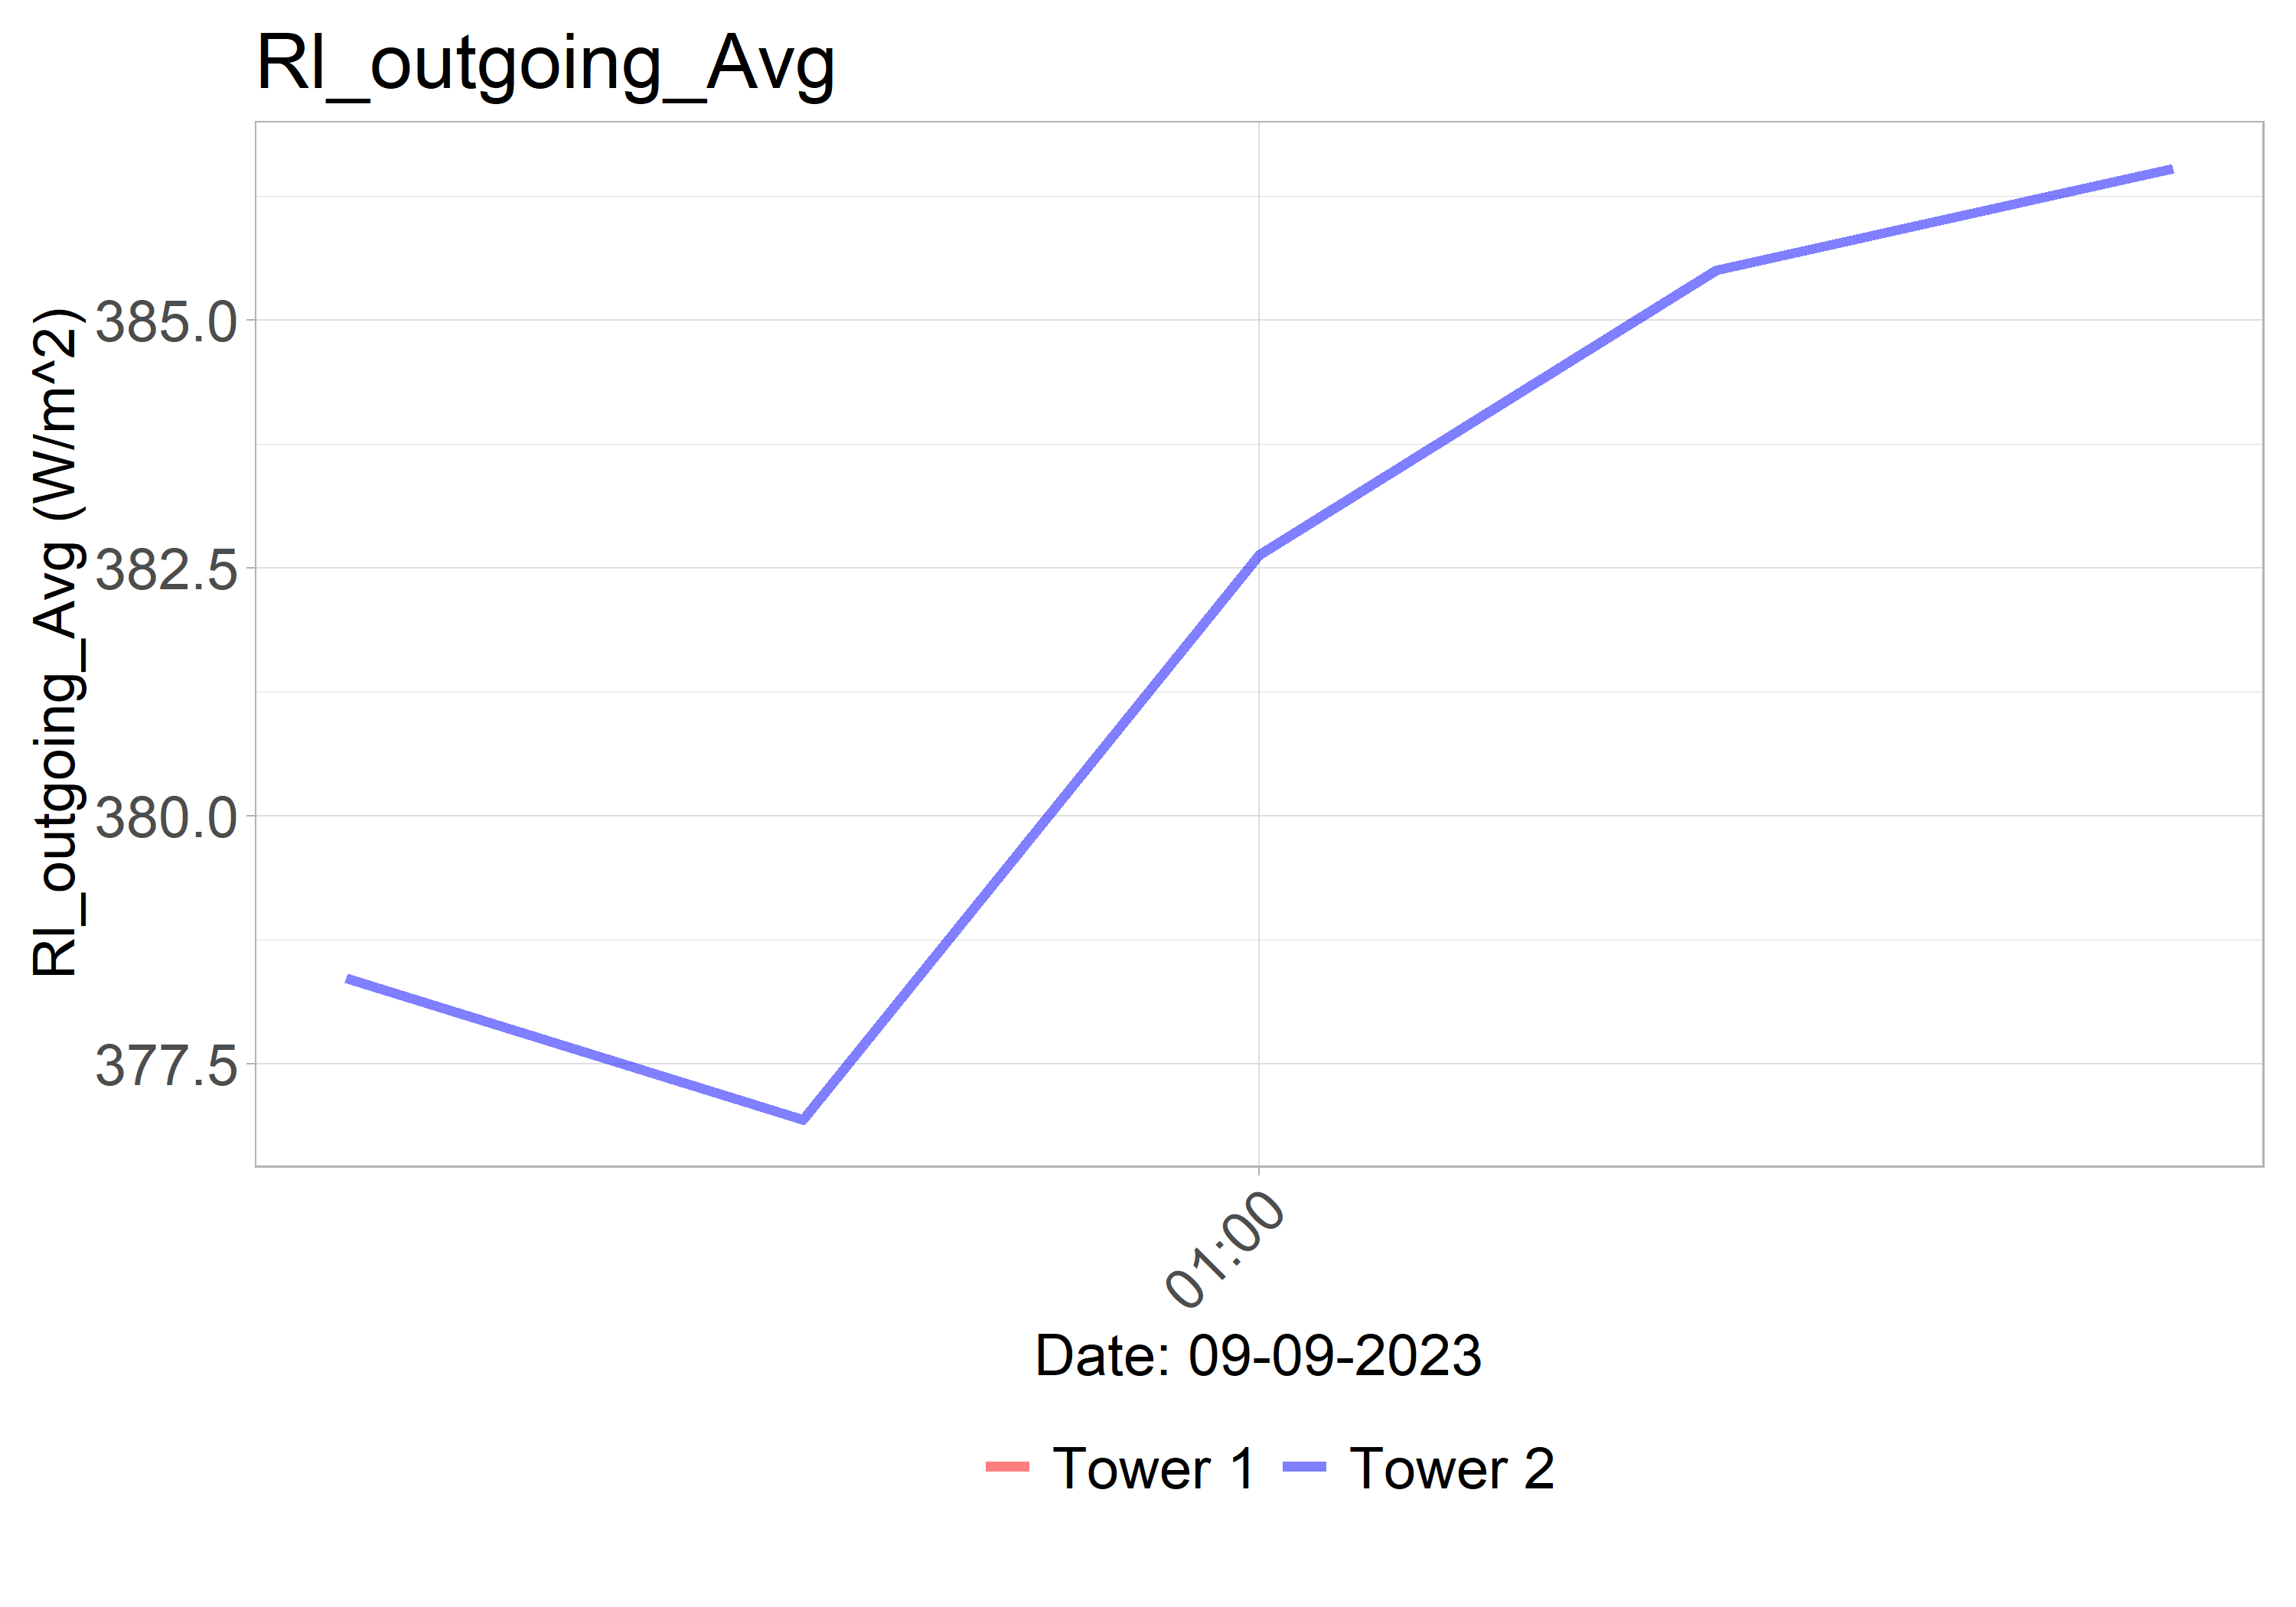 Rl_outgoing_Avg
Rl_outgoing_Avg (W/m^2)
385.0
382.5
380.0
377.5
01:00
Date: 09-09-2023
Tower 1 Tower 2